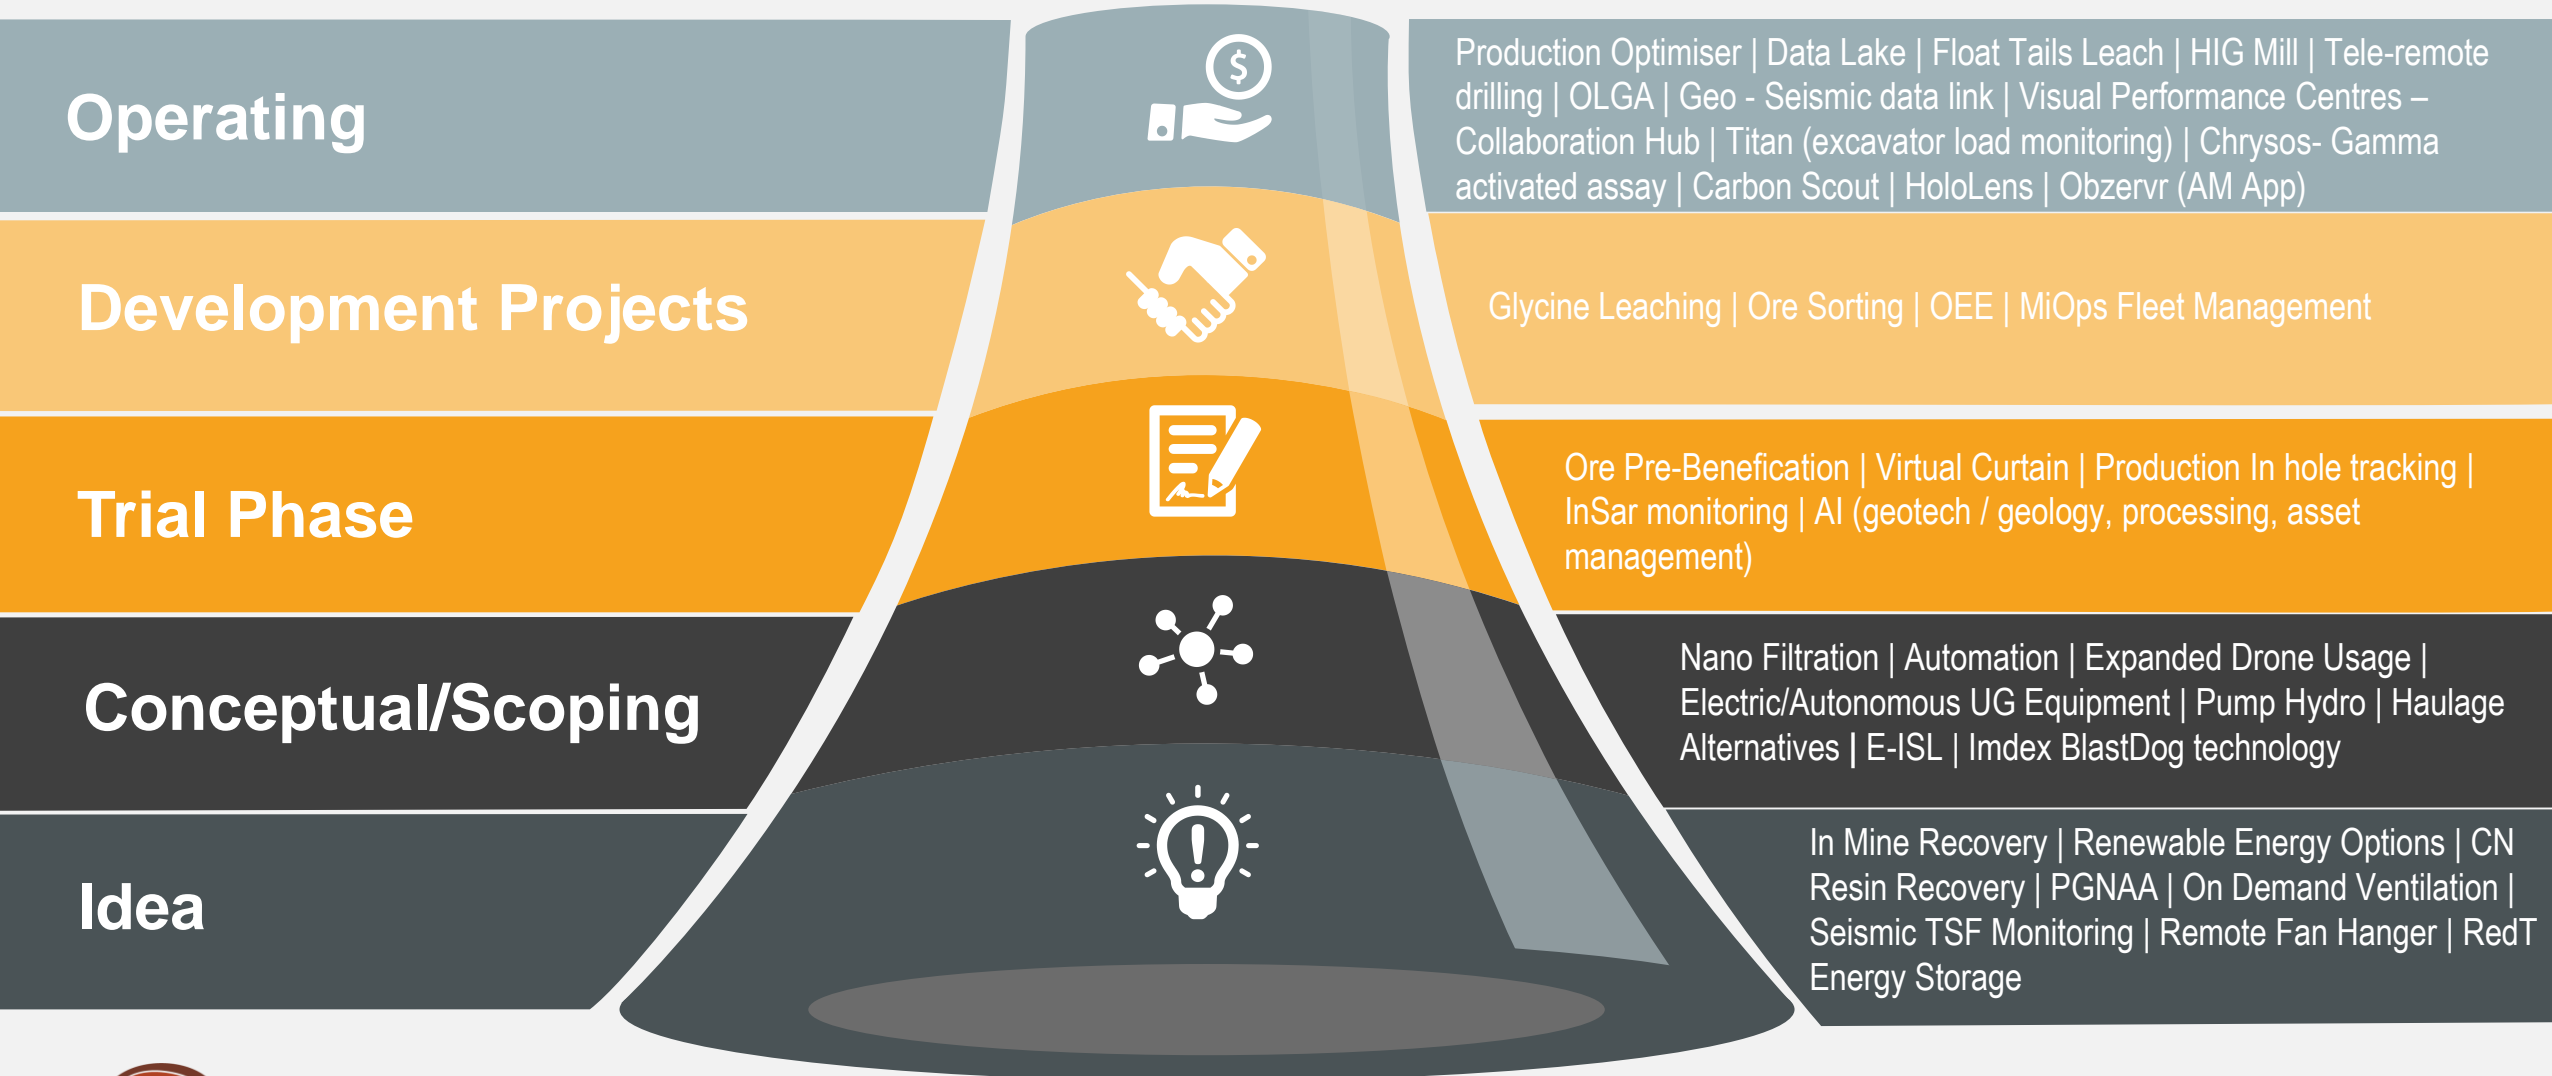 Operating
Production Optimiser | Data Lake | Float Tails Leach | HIG Mill | Tele-remote
drilling | OLGA | Geo - Seismic data link | Visual Performance Centres –
Collaboration Hub | Titan (excavator load monitoring) | Chrysos- Gamma
activated assay | Carbon Scout | HoloLens | Obzervr (AM App)
$
Development Projects
Glycine Leaching | Ore Sorting | OEE | MiOps Fleet Management
Trial Phase
Ore Pre-Benefication | Virtual Curtain | Production In hole tracking |
InSar monitoring | AI (geotech / geology, processing, asset
management)
Conceptual/Scoping
Nano Filtration | Automation | Expanded Drone Usage |
Electric/Autonomous UG Equipment | Pump Hydro | Haulage
Alternatives | E-ISL | Imdex BlastDog technology
Idea
In Mine Recovery | Renewable Energy Options | CN
Resin Recovery | PGNAA | On Demand Ventilation |
Seismic TSF Monitoring | Remote Fan Hanger | RedT
Energy Storage